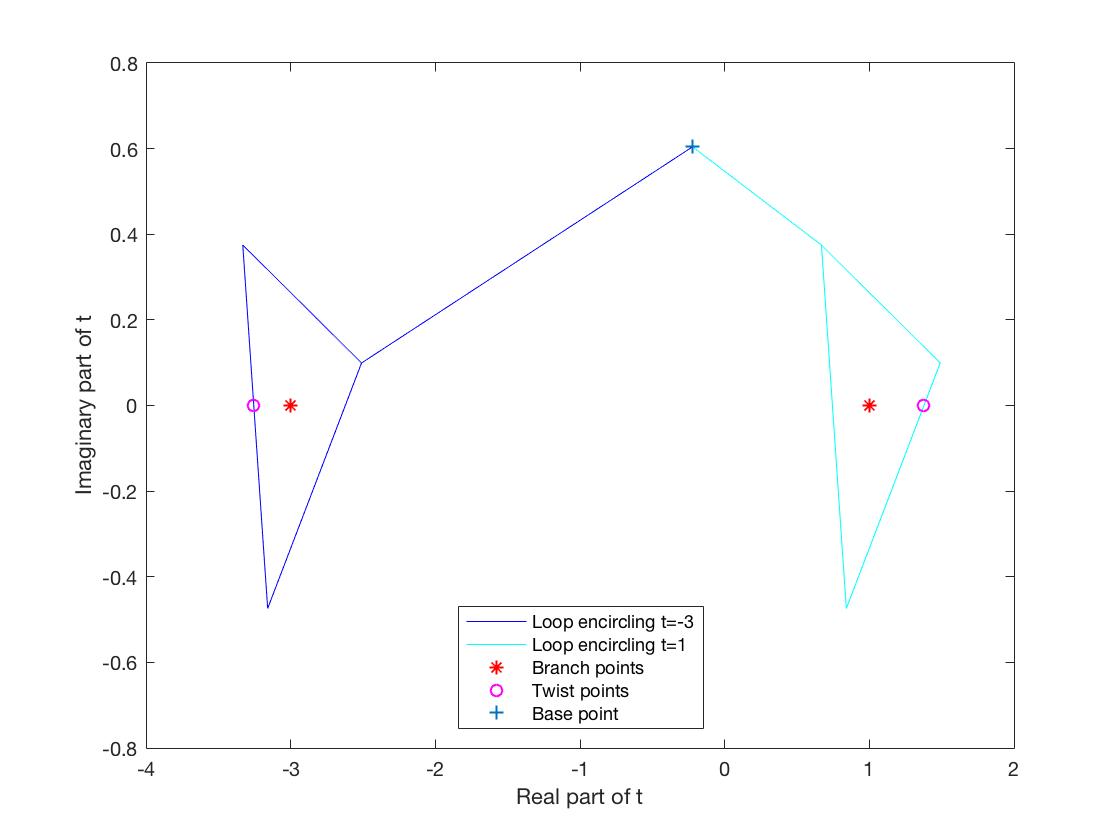 0.8
0.6
0.4
0.2
0
-0.2
-0.4
-0.6
-0.8
Imaginary part of t
Loop encircling t=-3
Loop encircling t=1
Branch points
Twist points
Base point
-4 -3 -2 -1 0 1 2
Real part of t